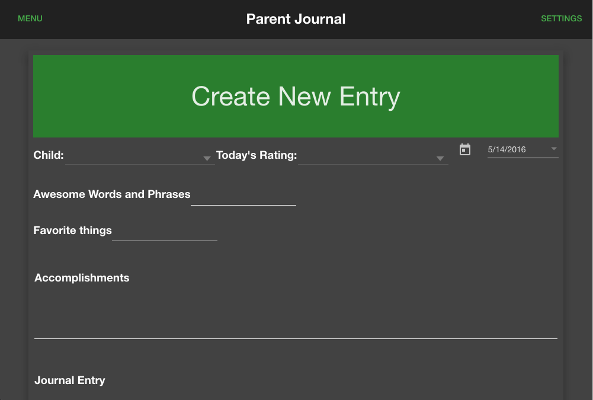 MENU Parent Journal SETTINGS
Create New Entry
Child: Today's Rating: 5/14/2016
Awesome Words and Phrases
Favorite things
Accomplishments
Journal Entry